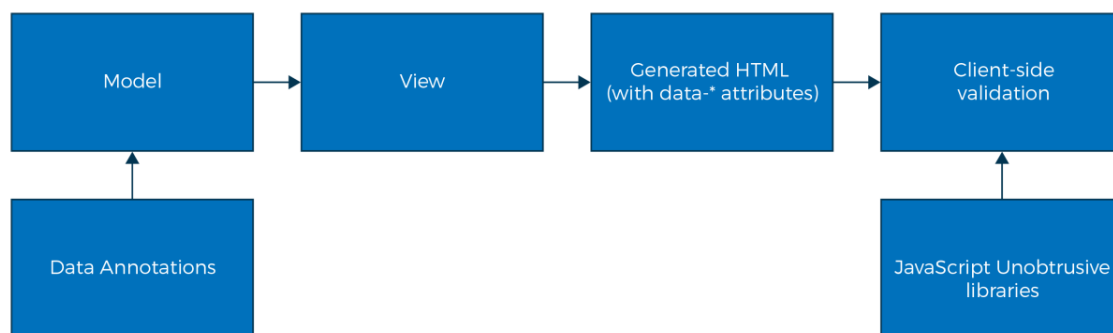 Model
View
Generated HTML
(with data-* attributes)
Client-side
validation
Data Annotations
JavaScript Unobtrusive
libraries